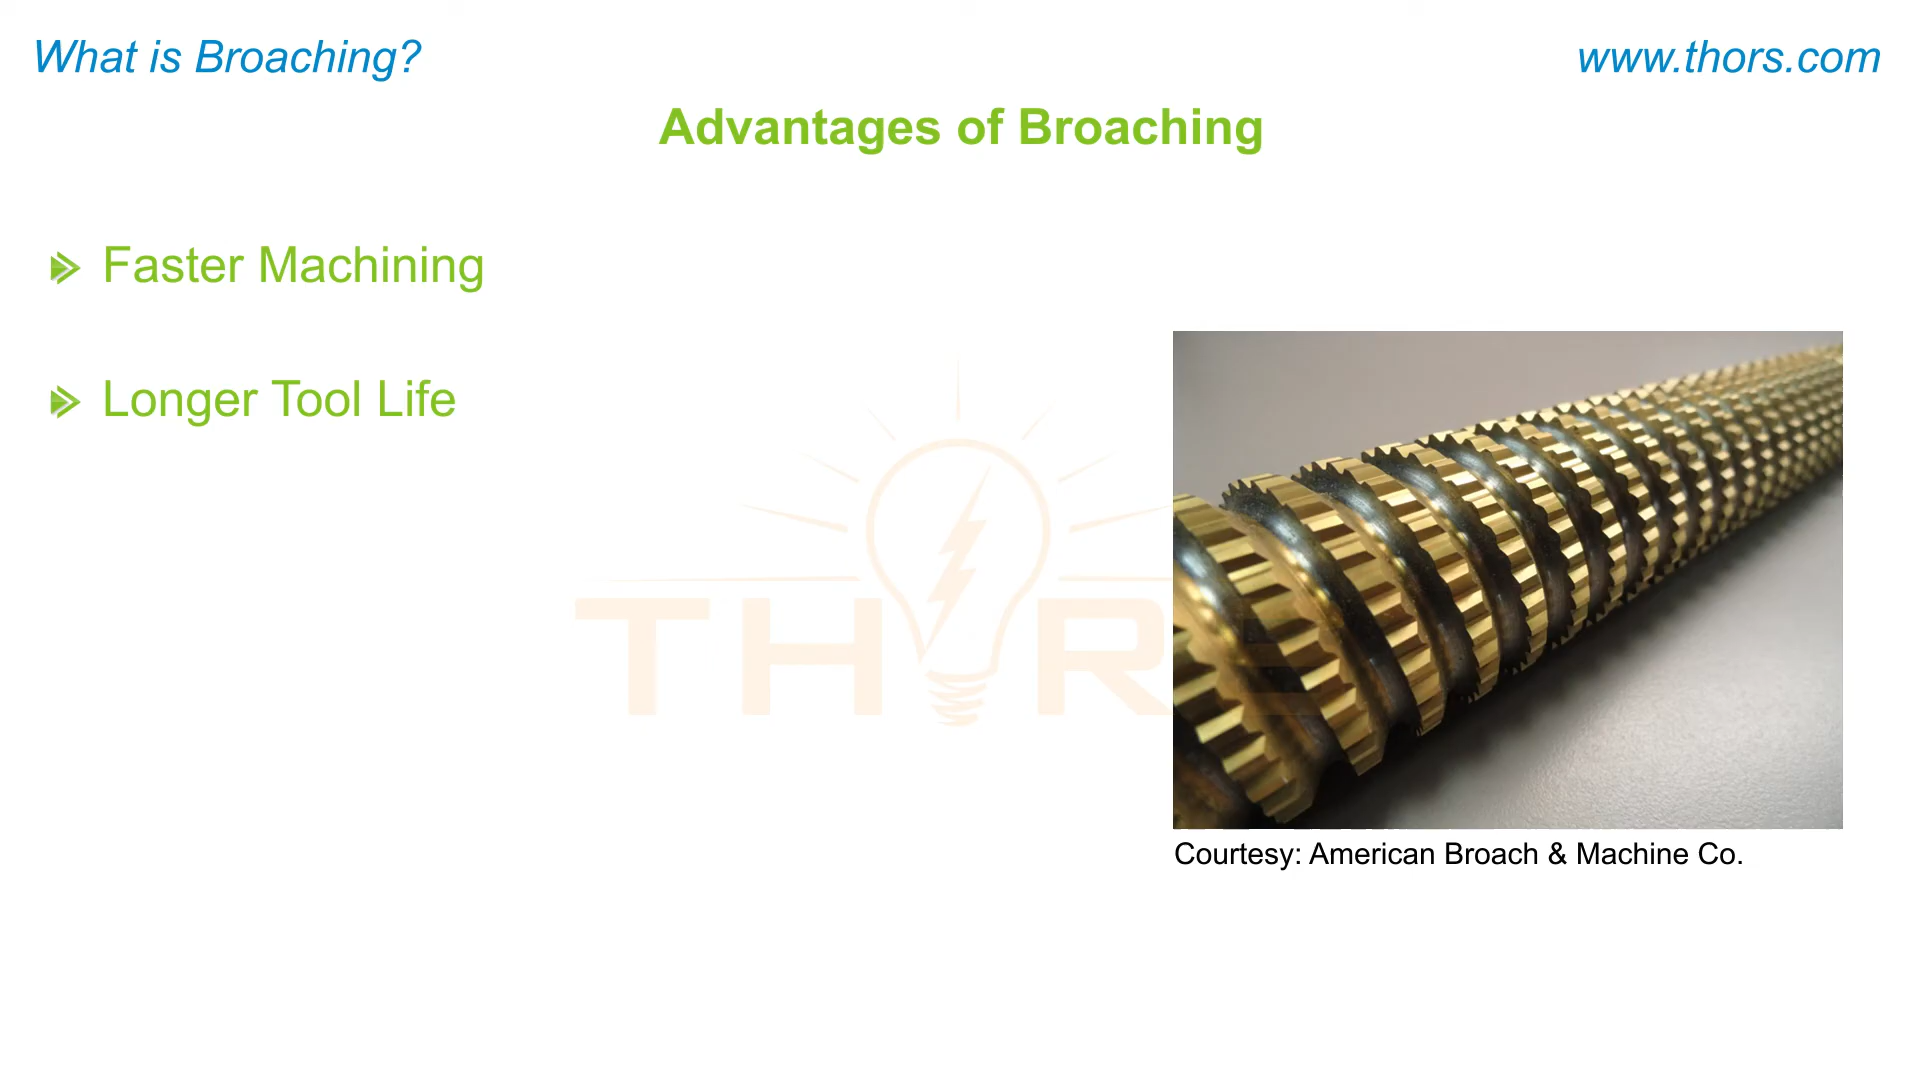 What is Broaching?
www.thors.com
Advantages of Broaching
Faster Machining
Longer Tool Life
THORS
Courtesy: American Broach & Machine Co.